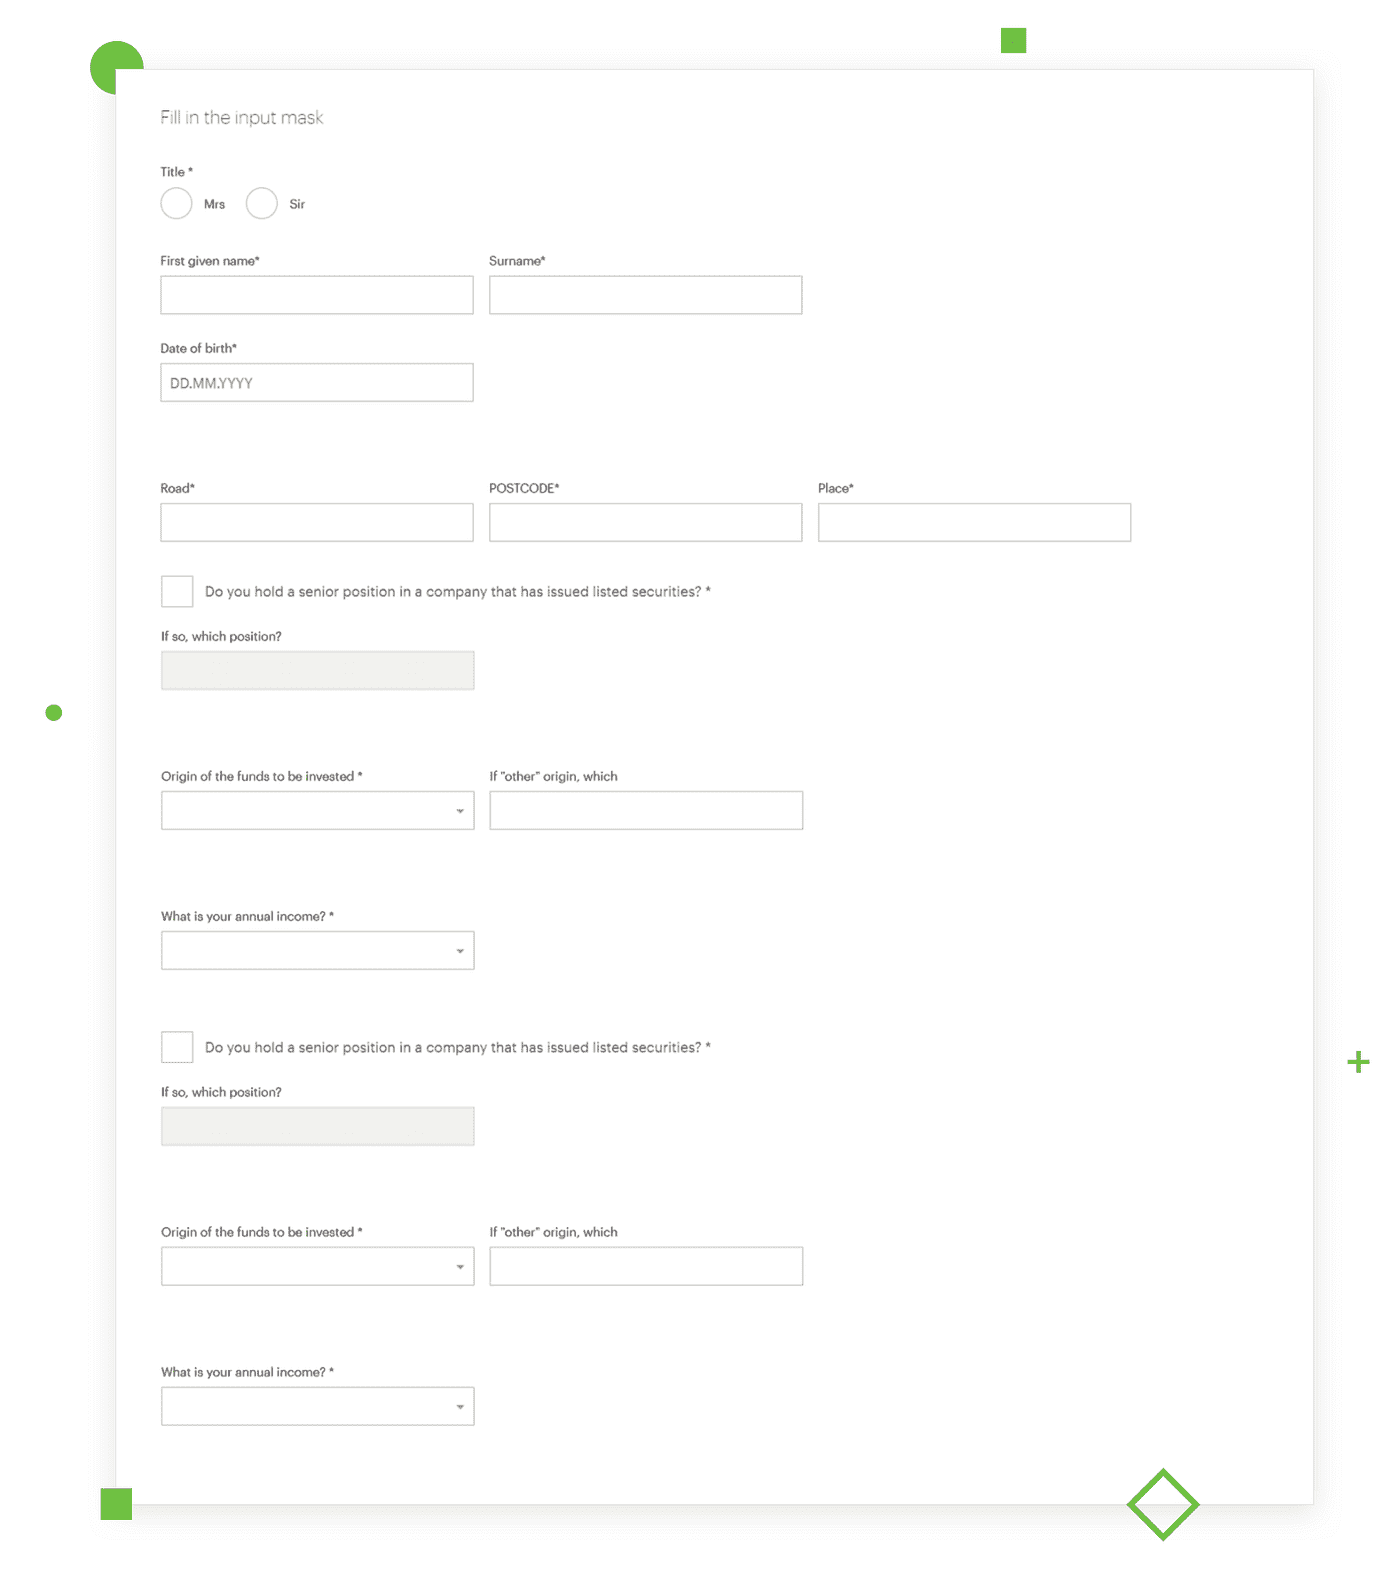 Fill in the input mask
Title *
Mrs Sir
First given name* Surname*
Date of birth*
DD.MM.YYYY
Road* POSTCODE* Place*
Do you hold a senior position in a company that has issued listed securities? *
If so, which position?
Origin of the funds to be invested * If "other" origin, which
What is your annual income? *
Do you hold a senior position in a company that has issued listed securities? *
If so, which position?
Origin of the funds to be invested * If "other" origin, which
What is your annual income? *